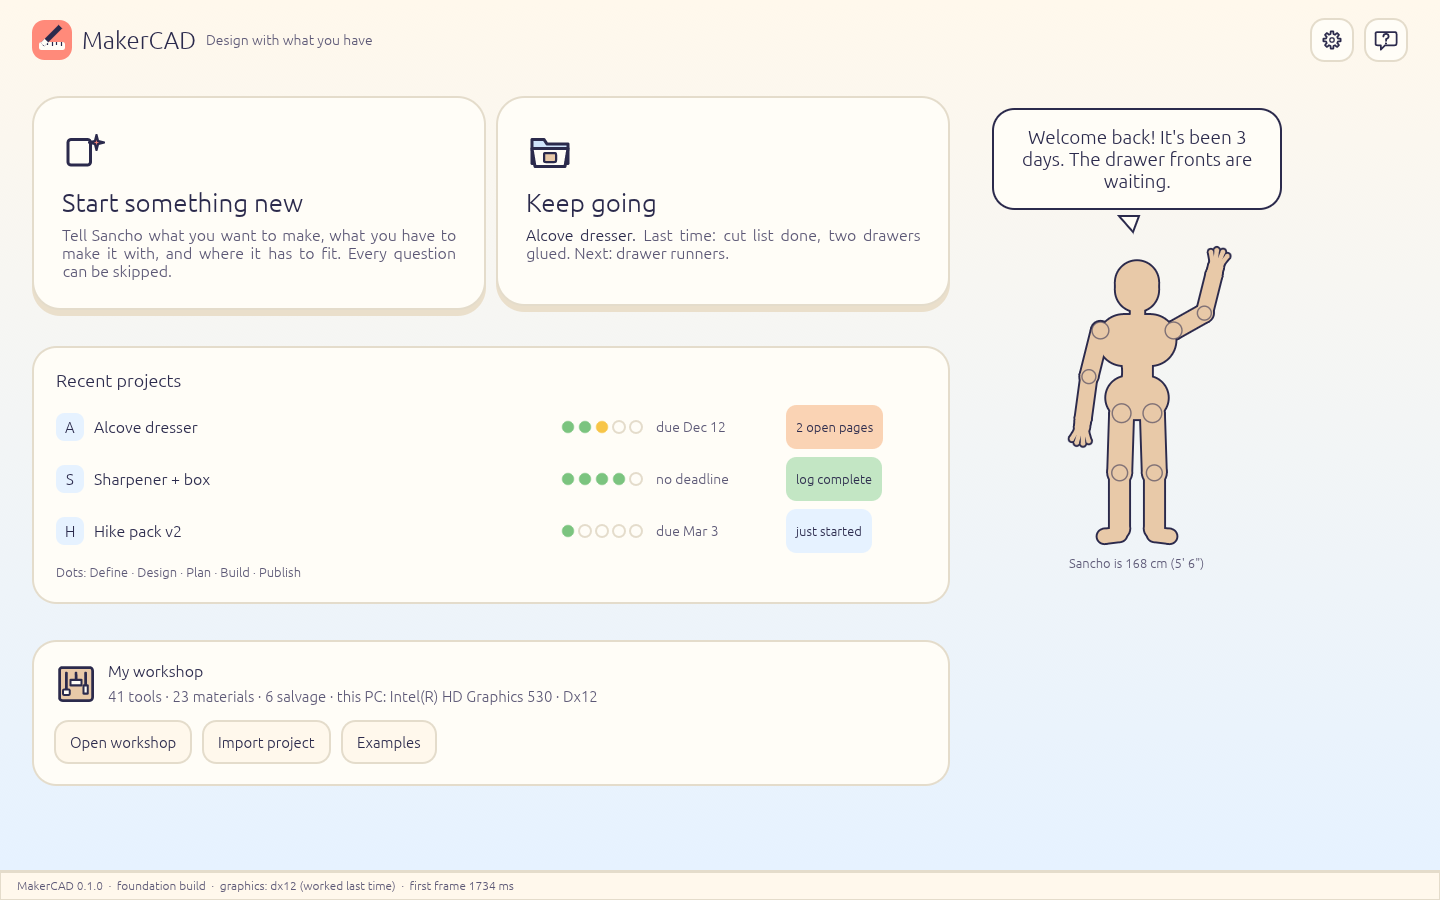 MakerCAD Design with what you have
Start something new
Tell Sancho what you want to make, what you have to
make it with, and where it has to fit. Every question
can be skipped.
Keep going
Alcove dresser. Last time: cut list done, two drawers
glued. Next: drawer runners.
Welcome back! It's been 3
days. The drawer fronts are
waiting.
Recent projects
A Alcove dresser due Dec 12 2 open pages
S Sharpener + box no deadline log complete
H Hike pack v2 due Mar 3 just started
Dots: Define · Design · Plan · Build · Publish
Sancho is 168 cm (5' 6")
My workshop
41 tools · 23 materials · 6 salvage · this PC: Intel(R) HD Graphics 530 · Dx12
Open workshop Import project Examples
MakerCAD 0.1.0 · foundation build · graphics: dx12 (worked last time) · first frame 1734 ms